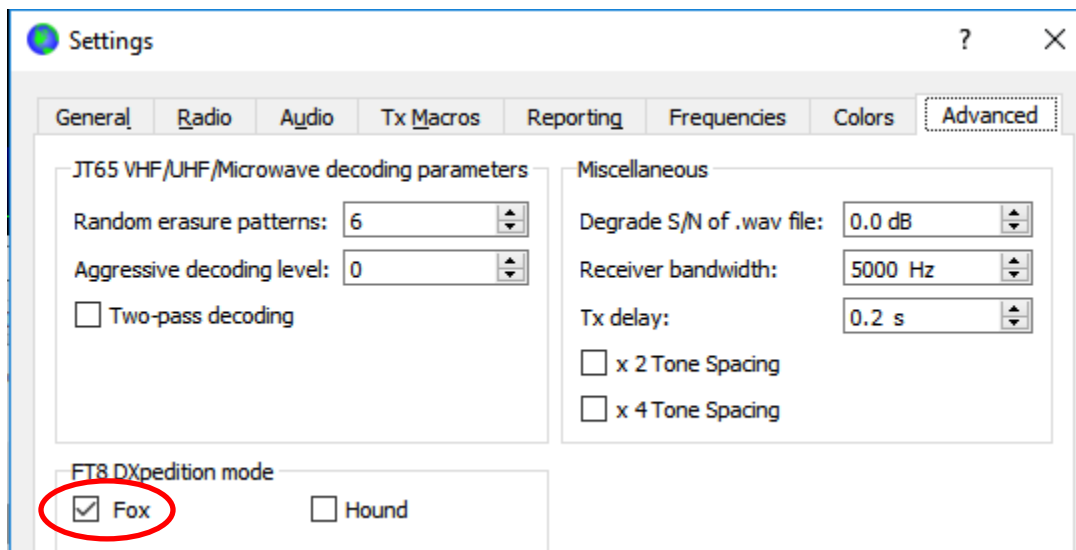 Settings
?
General Radio Audio Tx Macros Reporting Frequencies Colors Advanced
JT65 VHF/UHF/Microwave decoding parameters
Random erasure patterns: 6
Aggressive decoding level: 0
Two-pass decoding
Miscellaneous
Degrade S/N of .wav file: 0.0 dB
Receiver bandwidth: 5000 Hz
Tx delay: 0.2 s
x 2 Tone Spacing
x 4 Tone Spacing
FT8 DXpedition mode
Fox Hound